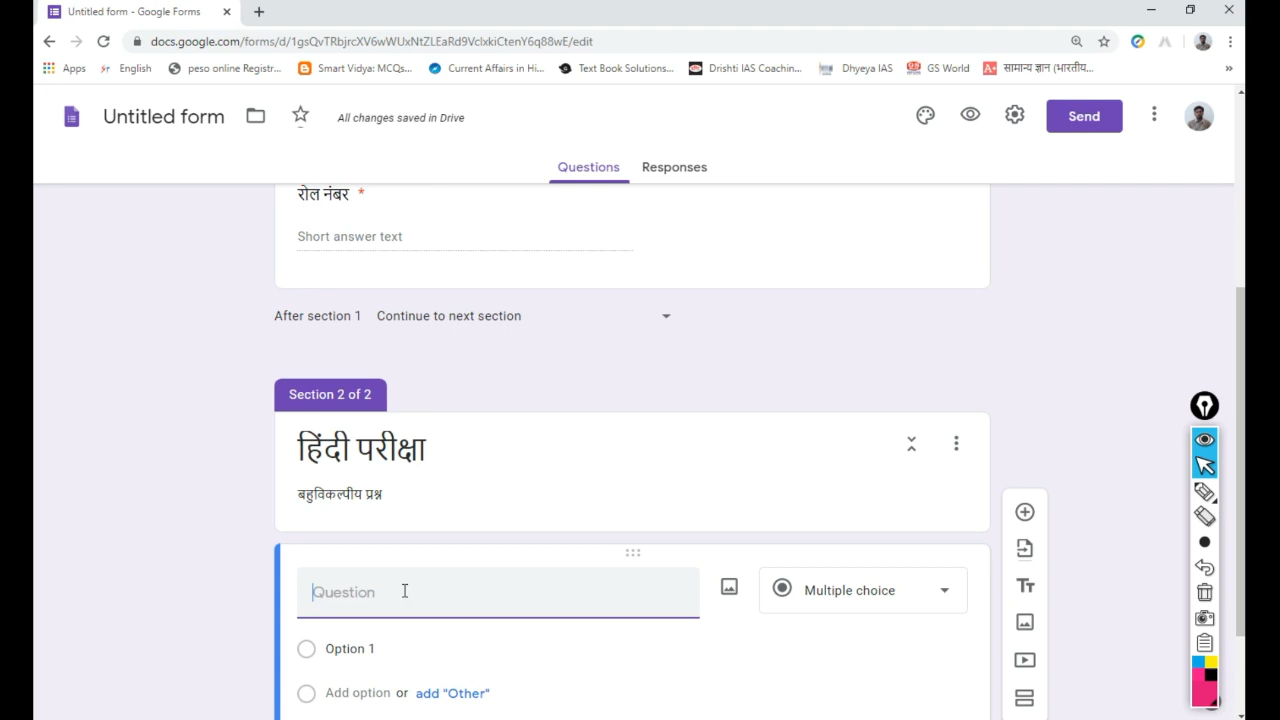 Untitled form - Google Forms
docs.google.com/forms/d/1gsQvTRbjrcXV6wWUxNtZLEaRd9VclxkiCtenY6q88wE/edit
Apps English peso online Registr... Smart Vidya: MCQs... Current Affairs in Hi... Text Book Solutions... Drishti IAS Coachin... Dhyeya IAS GS World सामान्य ज्ञान (भारतीय... »
Untitled form All changes saved in Drive Send
Questions Responses
रोल नंबर *
Short answer text
After section 1 Continue to next section
Section 2 of 2
हिंदी परीक्षा
बहुविकल्पीय प्रश्न
Question Multiple choice
Option 1
Add option or add "Other"